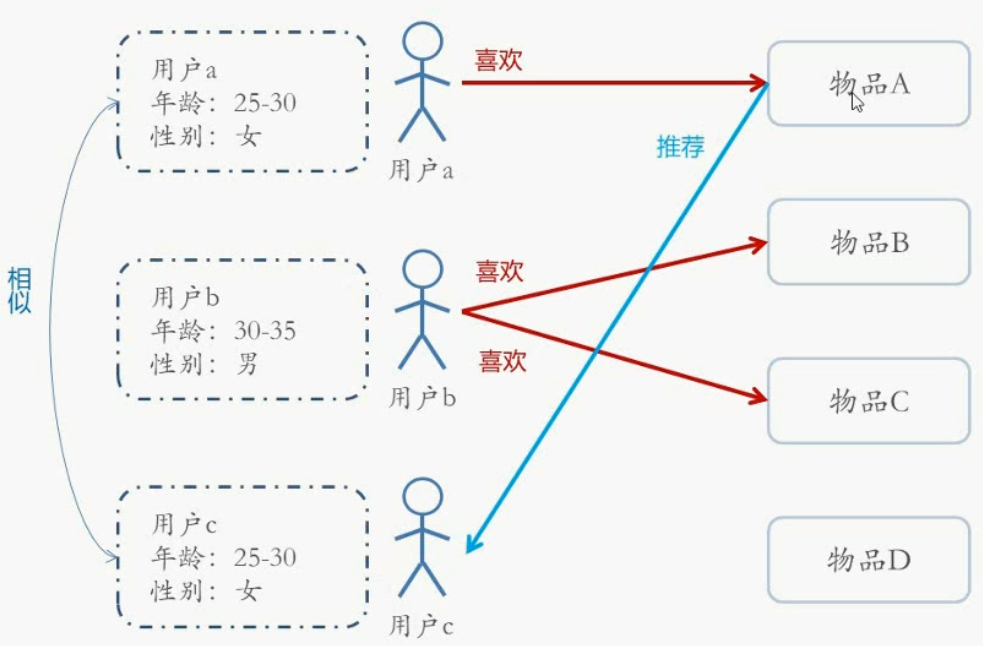 用户a
年龄：25-30
性别：女
用户a
喜欢
物品A
推荐
相似
用户b
年龄：30-35
性别：男
用户b
喜欢
喜欢
物品B
物品C
用户c
年龄：25-30
性别：女
用户c
物品D